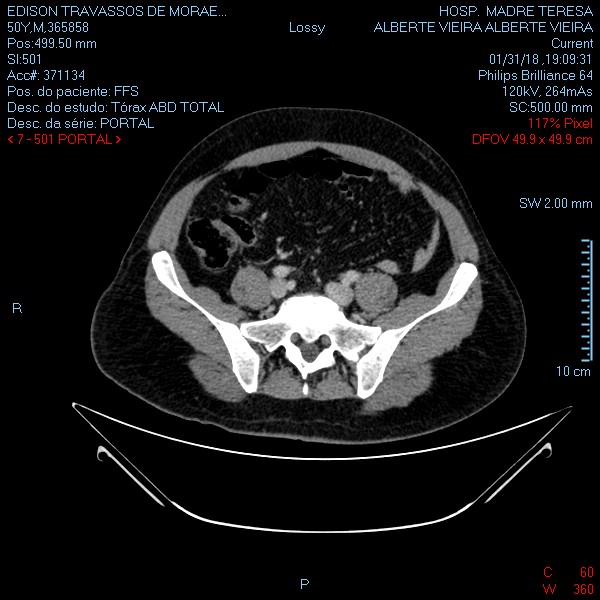 EDISON TRAVASSOS DE MORAE...
50Y,M,365858
Pos:499.50 mm
SI:501
Acc#: 371134
Pos. do paciente: FFS
Desc. do estudo: Tórax ABD TOTAL
Desc. da série: PORTAL
< 7 - 501 PORTAL >
Lossy
HOSP. MADRE TERESA
ALBERTE VIEIRA ALBERTE VIEIRA
Current
01/31/18 ,19:09:31
Philips Brilliance 64
120kV, 264mAs
SC:500.00 mm
117% Pixel
DFOV 49.9 x 49.9 cm
SW 2.00 mm
R
10 cm
P
C 60
W 360